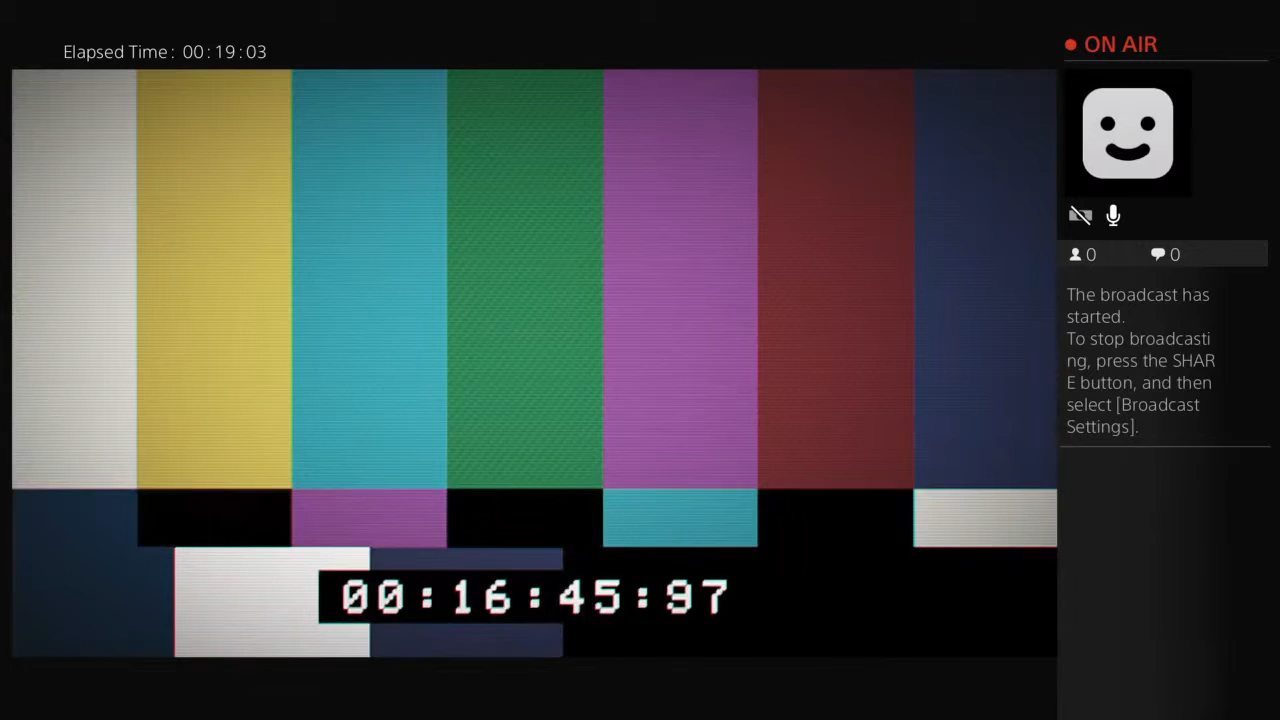 Elapsed Time: 00:19:03
ON AIR
0 0
The broadcast has
started.
To stop broadcasti
ng, press the SHAR
E button, and then
select [Broadcast
Settings].
00:16:45:97